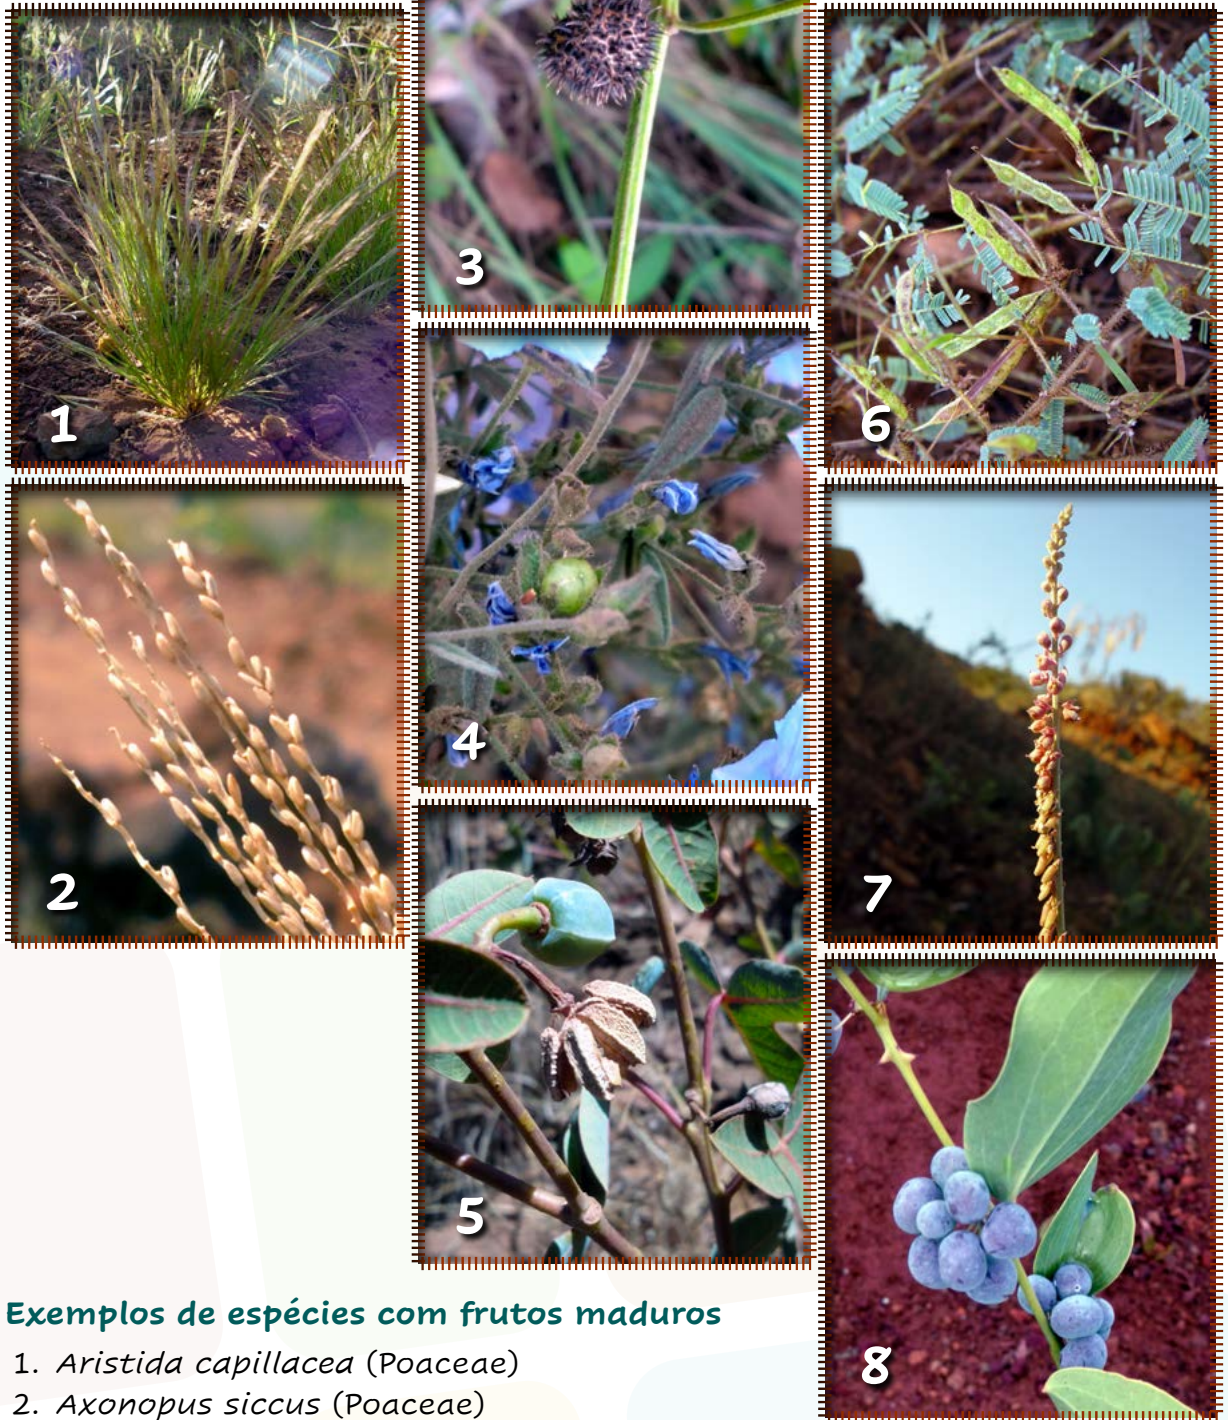 1
2
3
4
5
6
7
8
Exemplos de espécies com frutos maduros
1. Aristida capillacea (Poaceae)
2. Axonopus siccus (Poaceae)